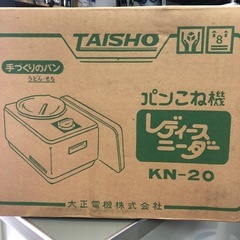 TAISHO
8
手づくりのパン
うどん・もち
パンこね機
レディース
ニーダー
KN-20
大正電機株式会社